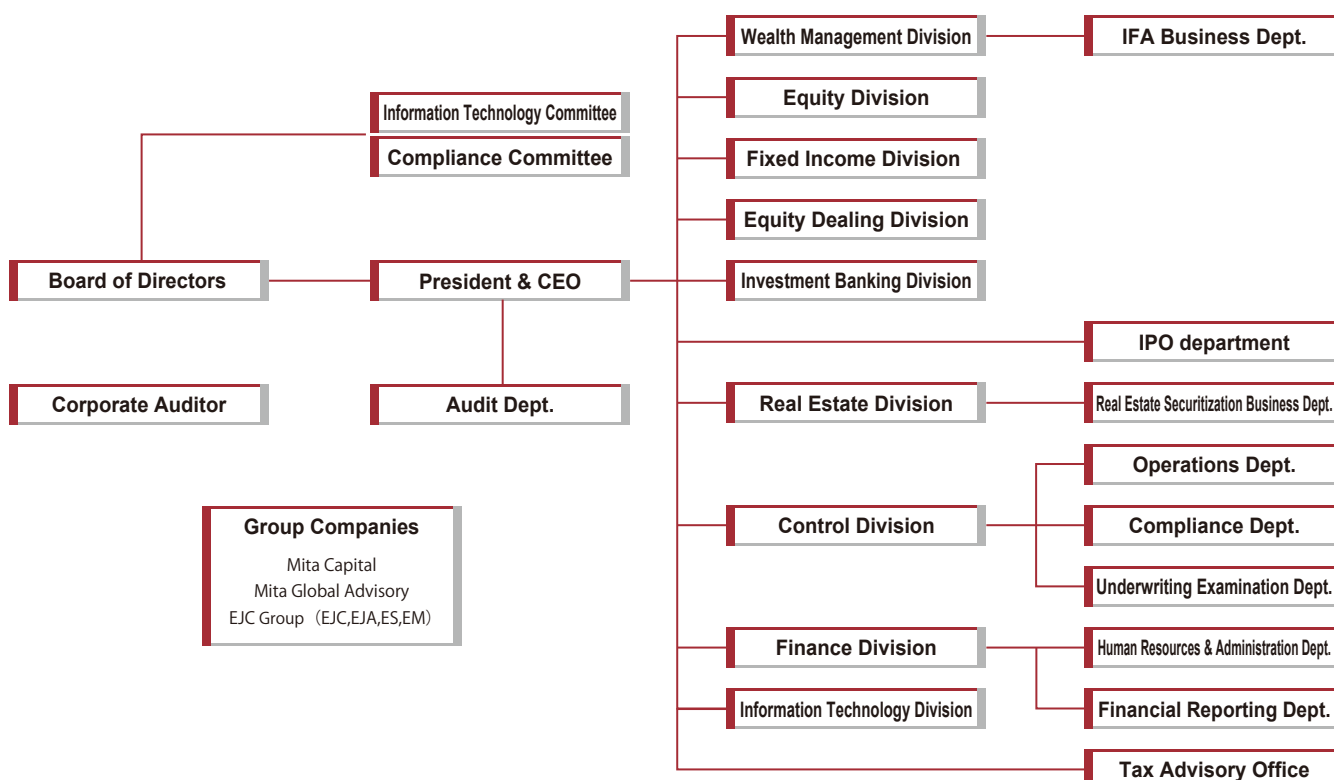 Wealth Management Division
IFA Business Dept.
Equity Division
Information Technology Committee
Compliance Committee
Fixed Income Division
Equity Dealing Division
Board of Directors
President & CEO
Investment Banking Division
IPO department
Corporate Auditor
Audit Dept.
Real Estate Division
Real Estate Securitization Business Dept.
Operations Dept.
Control Division
Compliance Dept.
Underwriting Examination Dept.
Group Companies
Mita Capital
Mita Global Advisory
EJC Group（EJC,EJA,ES,EM）
Finance Division
Human Resources & Administration Dept.
Information Technology Division
Financial Reporting Dept.
Tax Advisory Office